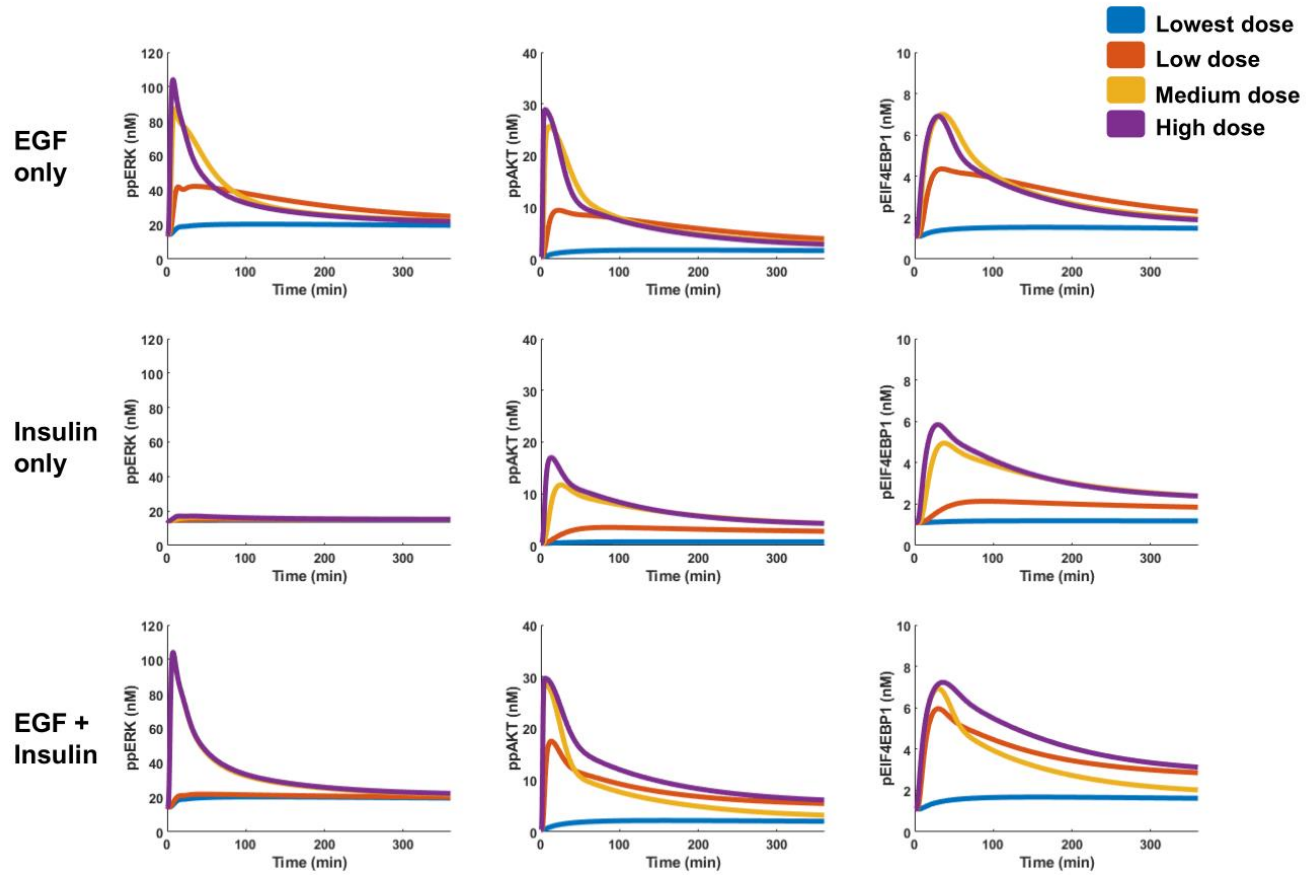 Lowest dose
Low dose
Medium dose
High dose
EGF
only
ppERK (nM)
120
100
80
60
40
20
0
0 100 200 300
Time (min)
ppAKT (nM)
40
30
20
10
0
0 100 200 300
Time (min)
pEIF4EBP1 (nM)
10
8
6
4
2
0
0 100 200 300
Time (min)
Insulin
only
ppERK (nM)
120
100
80
60
40
20
0
0 100 200 300
Time (min)
ppAKT (nM)
40
30
20
10
0
0 100 200 300
Time (min)
pEIF4EBP1 (nM)
10
8
6
4
2
0
0 100 200 300
Time (min)
EGF +
Insulin
ppERK (nM)
120
100
80
60
40
20
0
0 100 200 300
Time (min)
ppAKT (nM)
40
30
20
10
0
0 100 200 300
Time (min)
pEIF4EBP1 (nM)
10
8
6
4
2
0
0 100 200 300
Time (min)